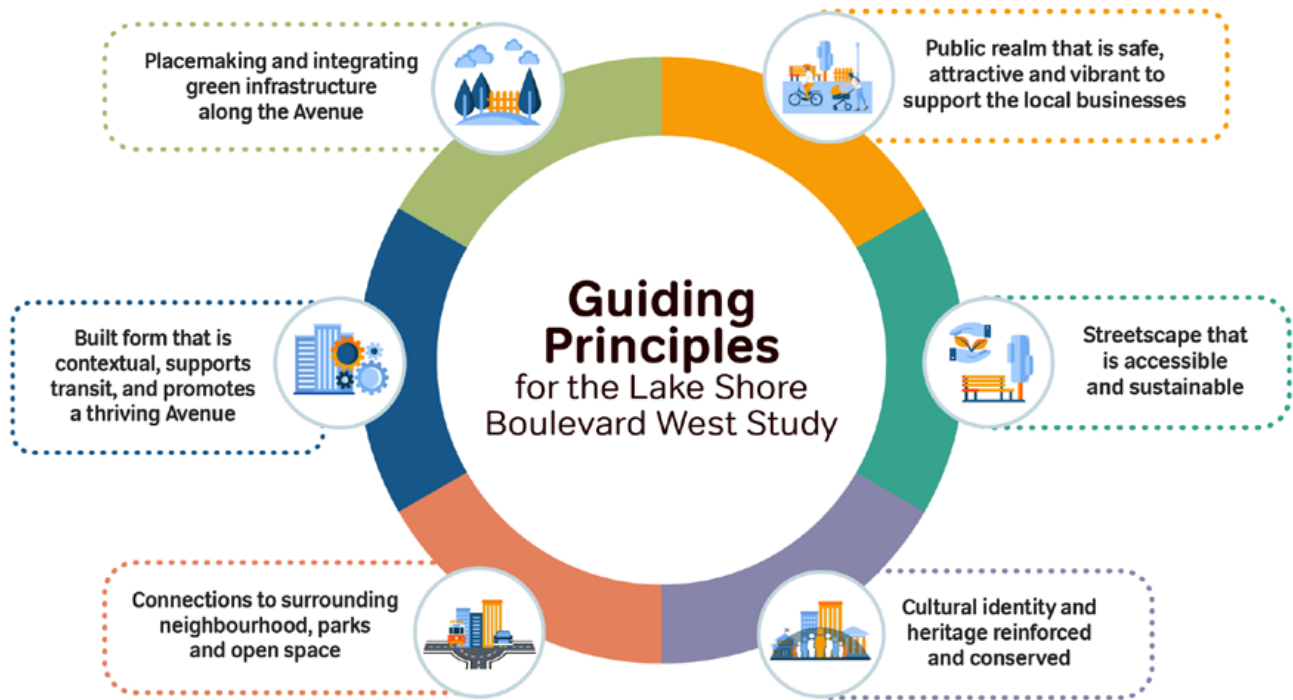 Placemaking and integrating
green infrastructure
along the Avenue
Public realm that is safe,
attractive and vibrant to
support the local businesses
Built form that is
contextual, supports
transit, and promotes
a thriving Avenue
Guiding
Principles
for the Lake Shore
Boulevard West Study
Streetscape that
is accessible
and sustainable
Connections to surrounding
neighbourhood, parks
and open space
Cultural identity and
heritage reinforced
and conserved